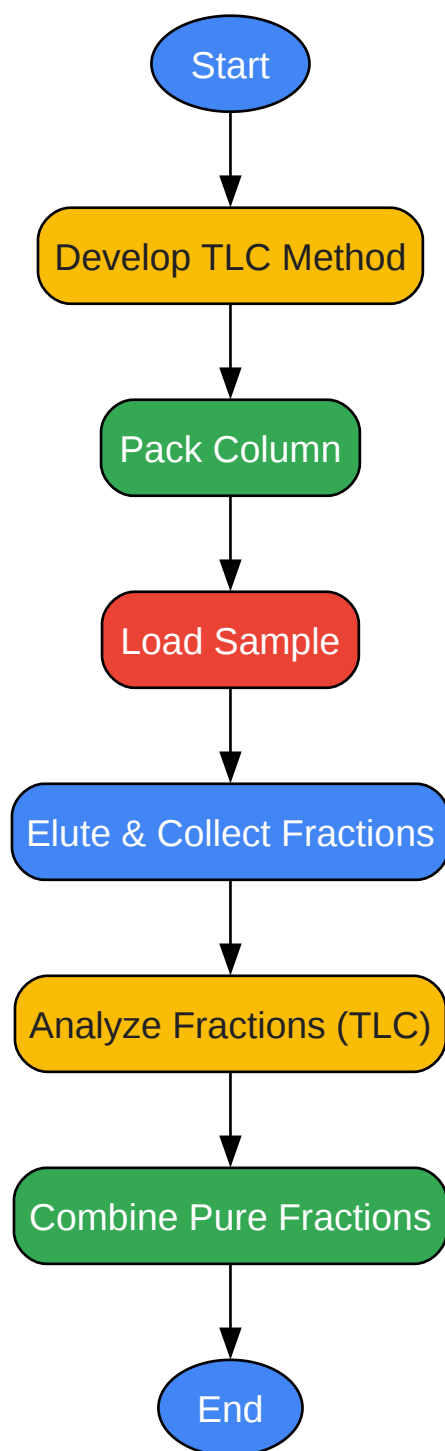 Start
Develop TLC Method
Pack Column
Load Sample
Elute & Collect Fractions
Analyze Fractions (TLC)
Combine Pure Fractions
End